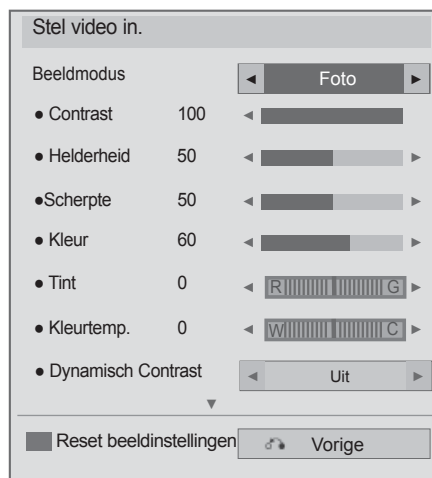 Stel video in.
Beeldmodus ◄ Foto ►
● Contrast 100 ◄
● Helderheid 50 ◄ ►
●Scherpte 50 ◄ ►
● Kleur 60 ◄ ►
● Tint 0 ◄ R G ►
● Kleurtemp. 0 ◄ W C ►
● Dynamisch Contrast ◄ Uit ►
▼
Reset beeldinstellingen Vorige